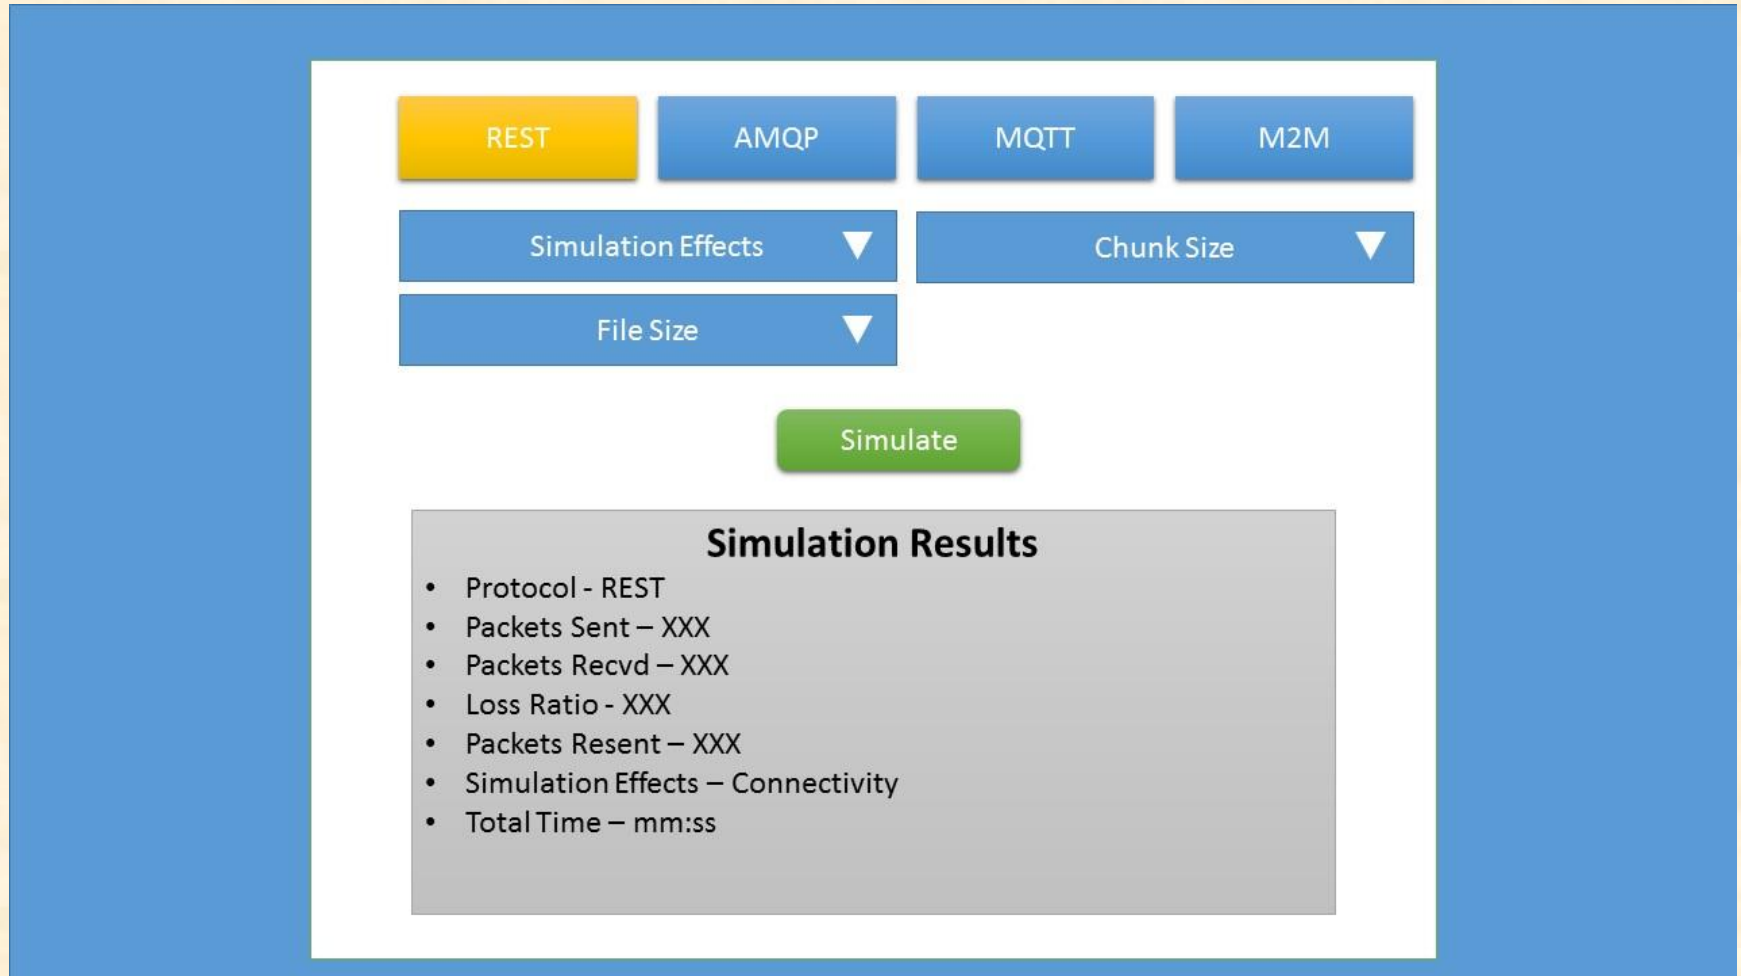 REST
AMQP
MQTT
M2M
Simulation Effects
Chunk Size
File Size
Simulate
Simulation Results
• Protocol - REST
• Packets Sent – XXX
• Packets Recvd – XXX
• Loss Ratio - XXX
• Packets Resent – XXX
• Simulation Effects – Connectivity
• Total Time – mm:ss